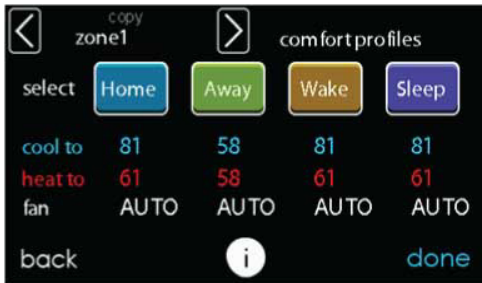 copy
< zone1 > comfort profiles
select Home Away Wake Sleep
cool to 81 58 81 81
heat to 61 58 61 61
fan AUTO AUTO AUTO AUTO
back i done